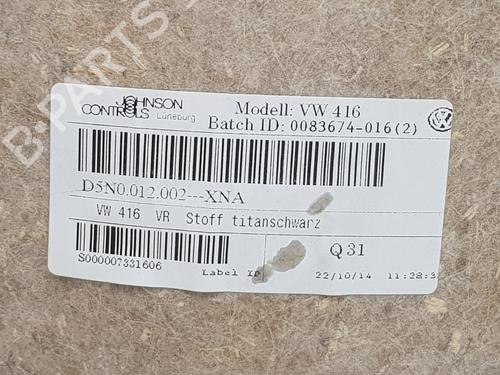 B-PARTS
JOHNSON
CONTROLS Lüneburg
Modell: VW 416
Batch ID: 0083674-016(2)
D5N0.012.002---XNA
VW 416 VR Stoff titanschwarz
S000007331606
Label ID
Q31
22/10/14 11:28:3